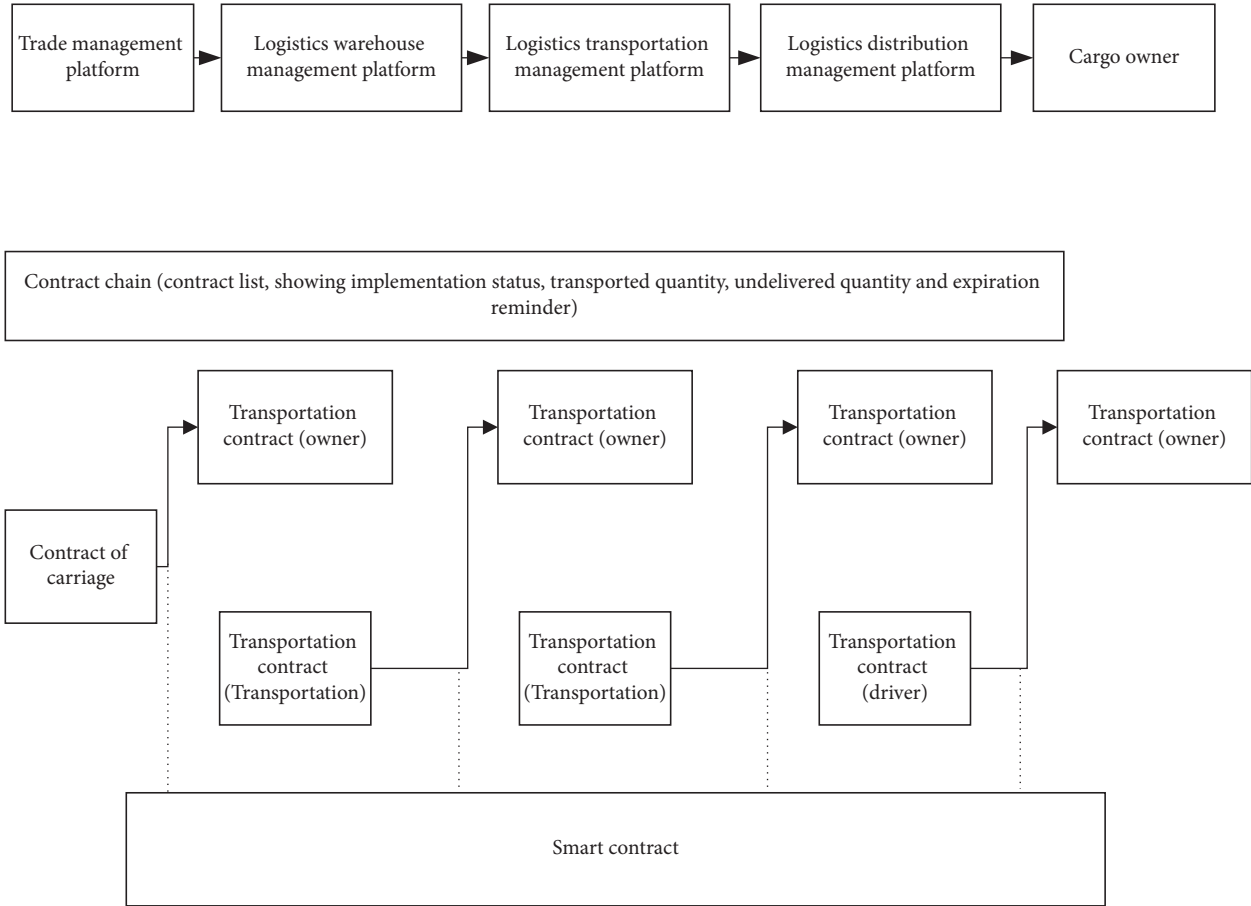 Trade management
platform
Logistics warehouse
management platform
Logistics transportation
management platform
Logistics distribution
management platform
Cargo owner
Contract chain (contract list, showing implementation status, transported quantity, undelivered quantity and expiration
reminder)
Transportation
contract (owner)
Transportation
contract (owner)
Transportation
contract (owner)
Transportation
contract (owner)
Contract of
carriage
Transportation
contract
(Transportation)
Transportation
contract
(Transportation)
Transportation
contract
(driver)
Smart contract